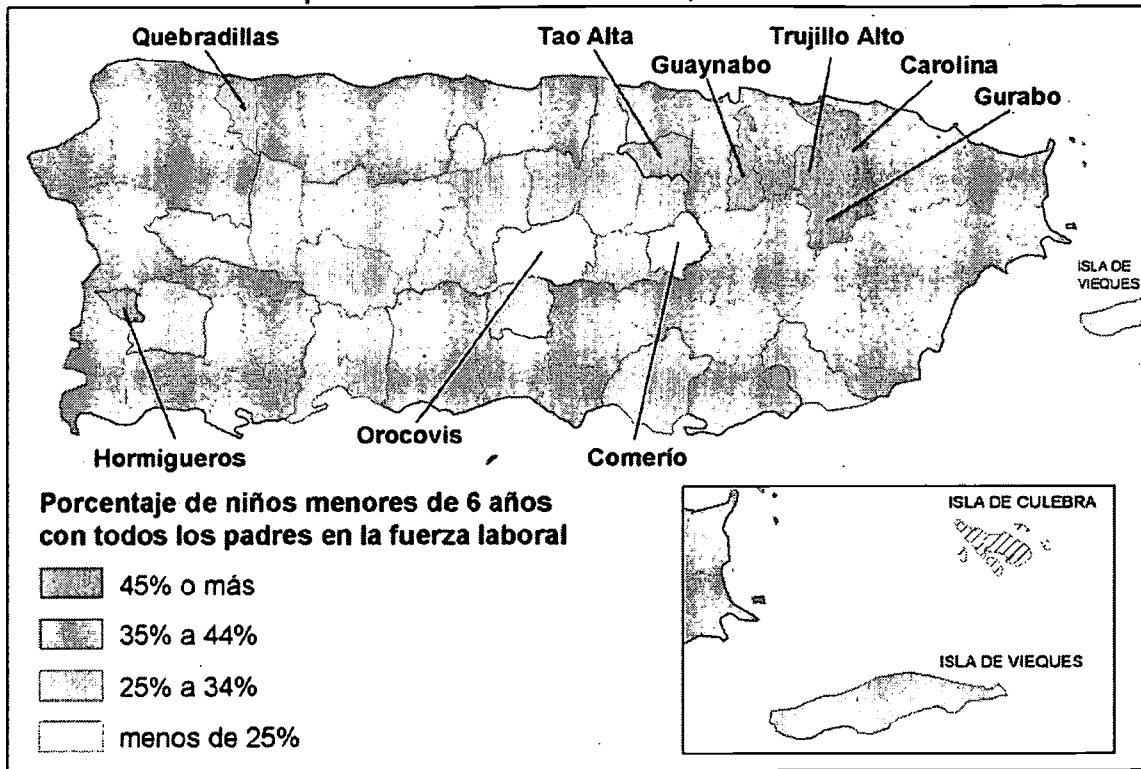 Quebradillas
Tao Alta
Trujillo Alto
Guaynabo
Carolina
Gurabo
ISLA DE
VIEQUES
Orocovis
Hormigueros
Comerío
Porcentaje de niños menores de 6 años
con todos los padres en la fuerza laboral
45% o más
35% a 44%
25% a 34%
menos de 25%
ISLA DE CULEBRA
ISLA DE VIEQUES